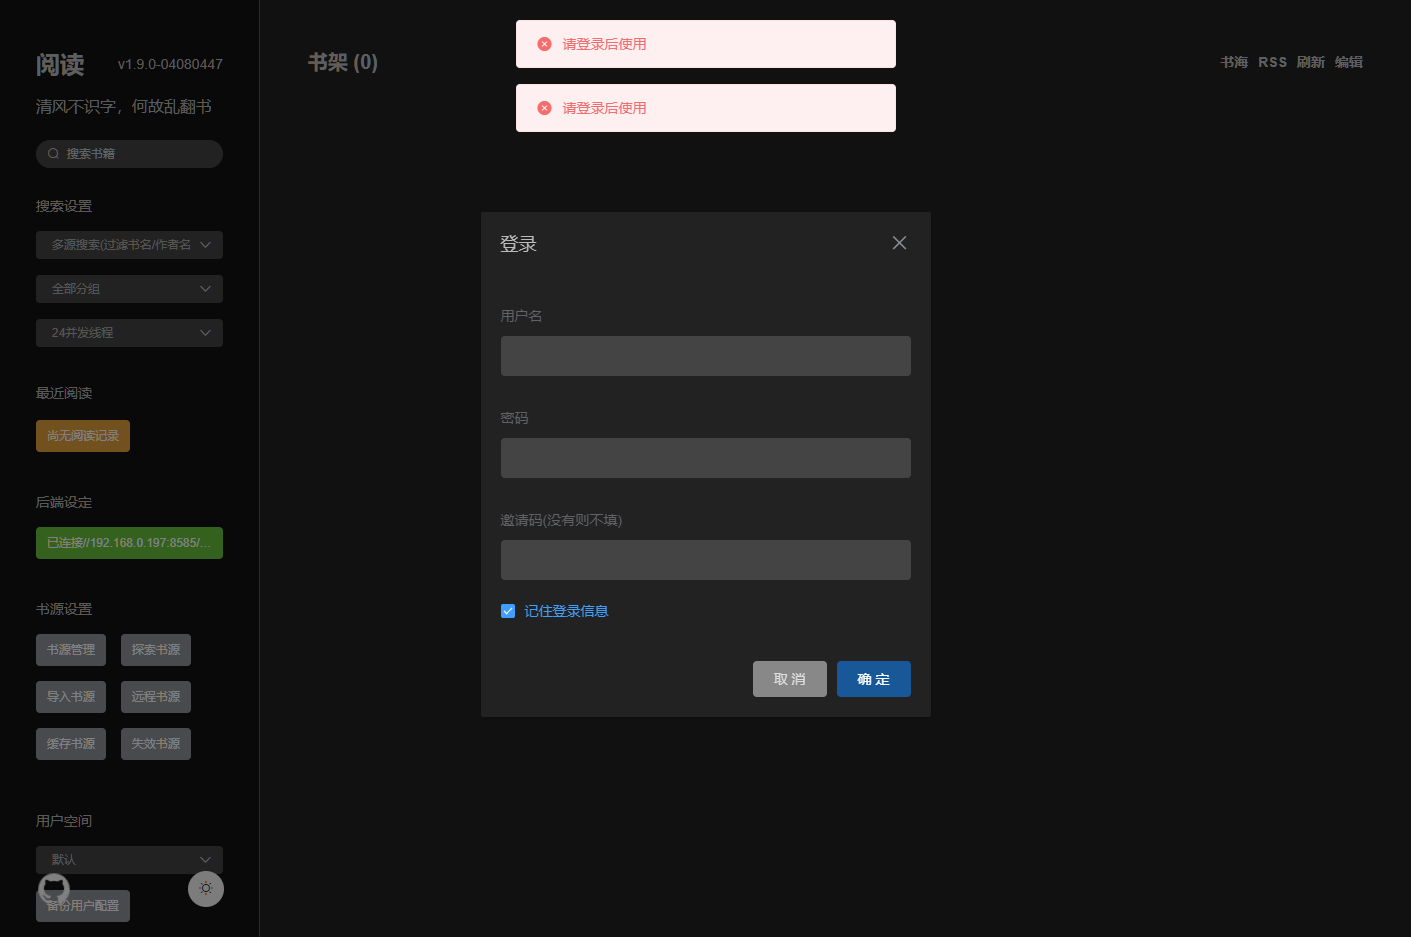 阅读
v1.9.0-04080447
清风不识字，何故乱翻书
搜索书籍
搜索设置
多源搜索(过滤书名/作者名
全部分组
24并发线程
最近阅读
尚无阅读记录
后端设定
已连接//192.168.0.197:8585/...
书源设置
书源管理
探索书源
导入书源
远程书源
缓存书源
失效书源
用户空间
默认
备份用户配置
书架 (0)
书海 RSS 刷新 编辑
请登录后使用
请登录后使用
登录
用户名
密码
邀请码(没有则不填)
记住登录信息
取 消
确 定